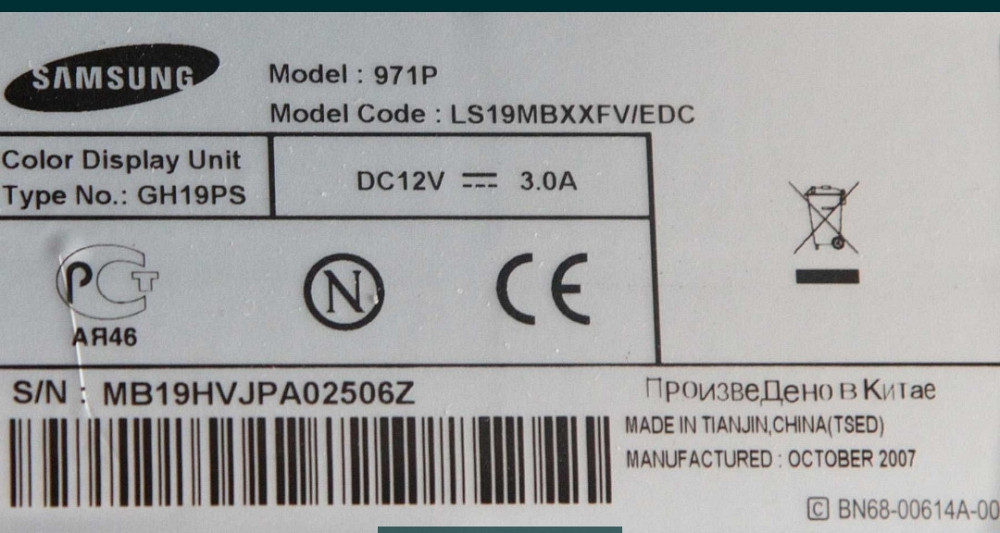 SAMSUNG
Model : 971P
Model Code : LS19MBXXFV/EDC
Color Display Unit
Type No.: GH19PS
DC12V ⎓ 3.0A
PCT
АЯ46
N
CE
S/N : MB19HVJPA02506Z
ПроизвеДено в Китае
MADE IN TIANJIN,CHINA(TSED)
MANUFACTURED : OCTOBER 2007
C BN68-00614A-00